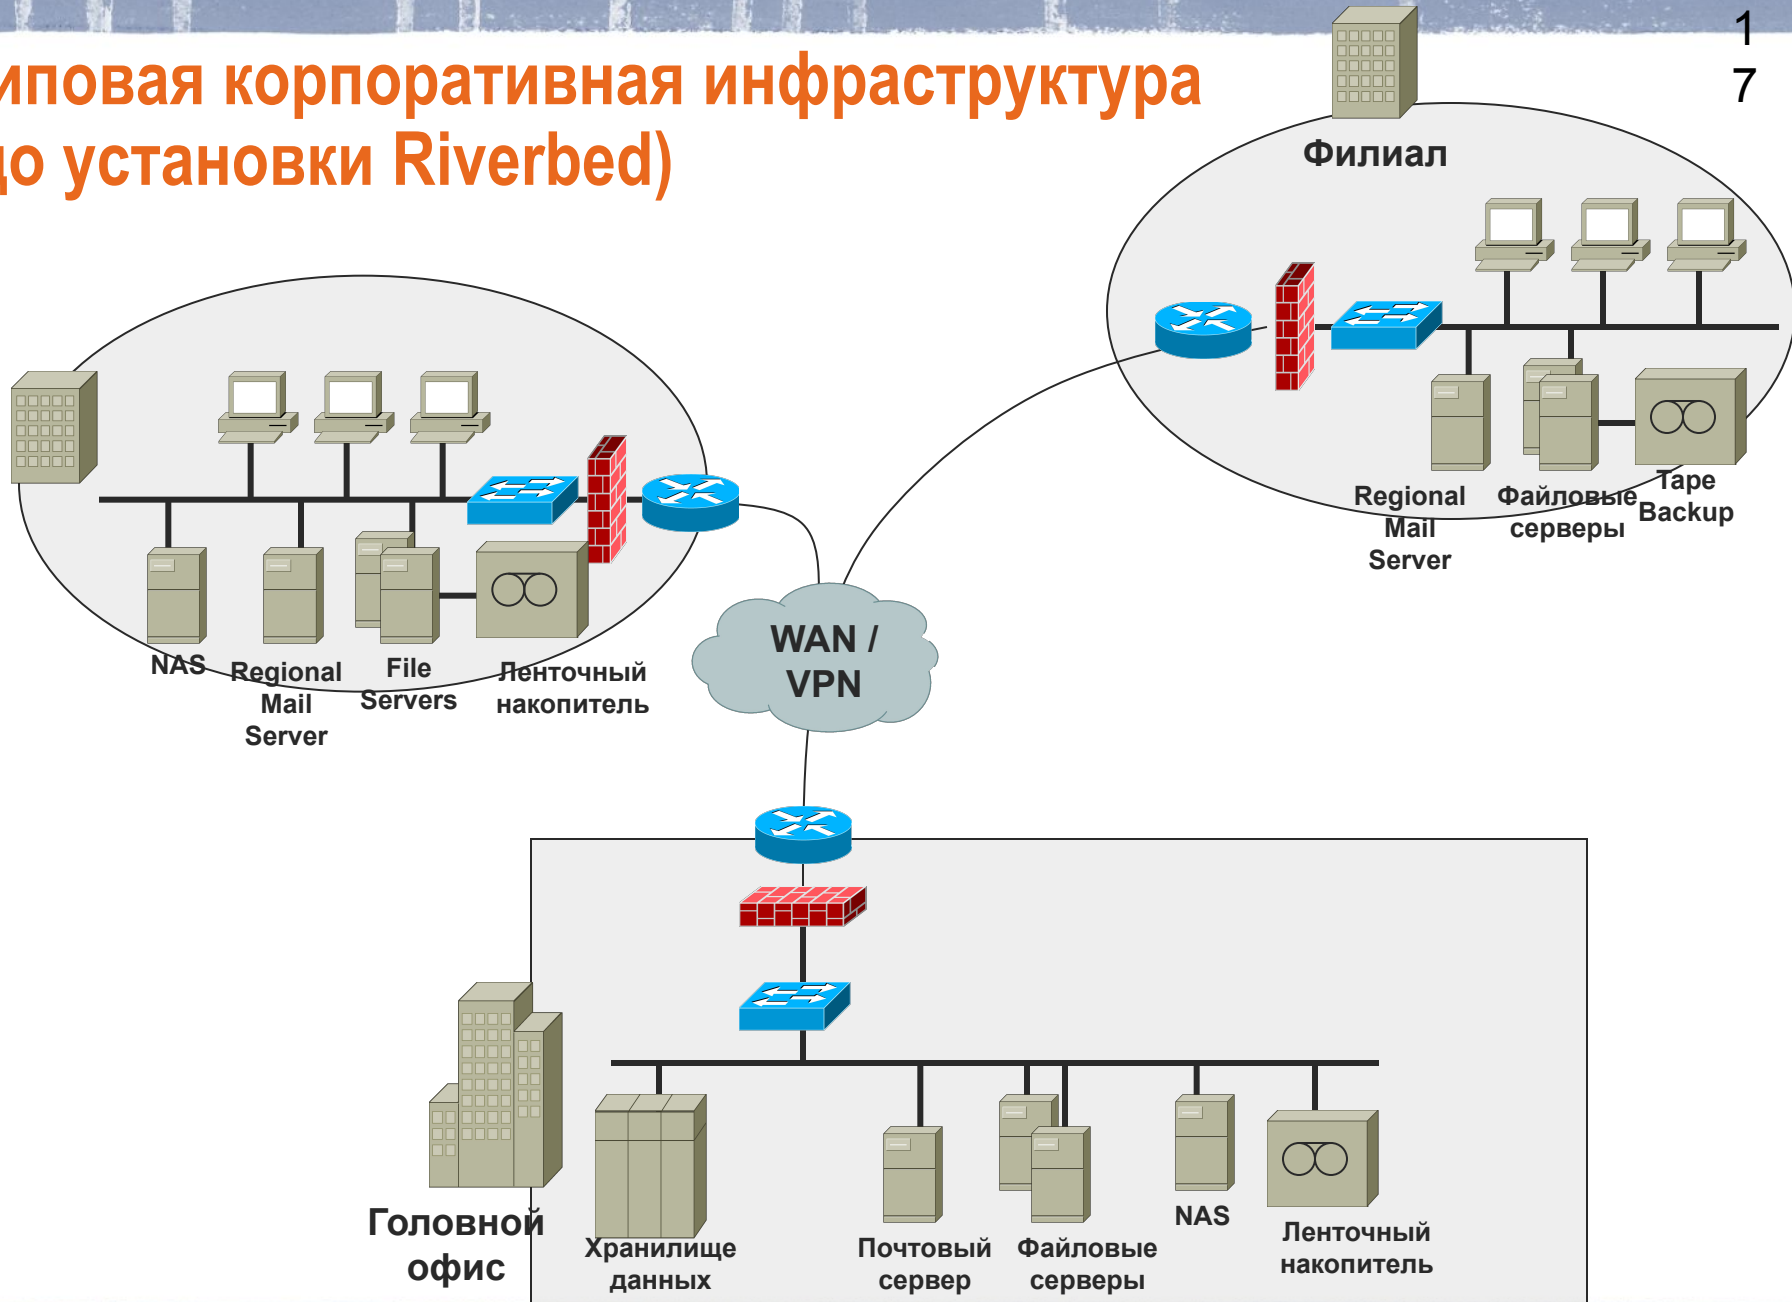 иповая корпоративная инфраструктура
до установки Riverbed)
1
7
Филиал
Regional
Mail
Server
Файловые
серверы
Tape
Backup
NAS
Regional
Mail
Server
File
Servers
Ленточный
накопитель
WAN /
VPN
Головной
офис
Хранилище
данных
Почтовый
сервер
Файловые
серверы
NAS
Ленточный
накопитель